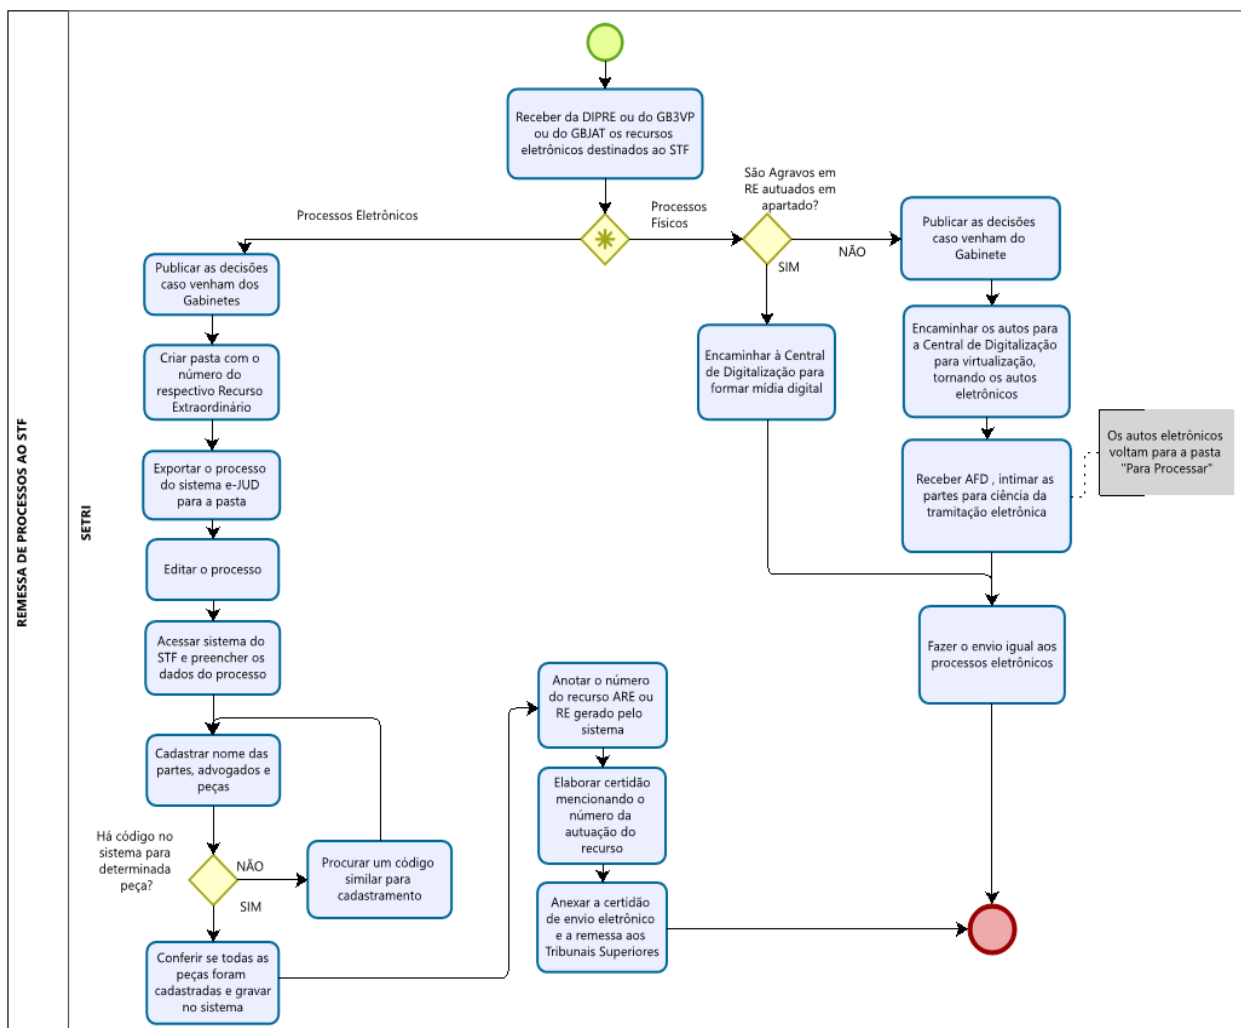 REMESSA DE PROCESSOS AO STF
SETRI
Receber da DIPRE ou do GB3VP
ou do GBJAT os recursos
eletrônicos destinados ao STF
Processos Eletrônicos
Processos
Físicos
São Agravos em
RE autuados em
apartado?
NÃO
SIM
Publicar as decisões
caso venham do
Gabinete
Encaminhar os autos para
a Central de Digitalização
para virtualização,
tornando os autos
eletrônicos
Encaminhar à Central
de Digitalização para
formar mídia digital
Receber AFD , intimar as
partes para ciência da
tramitação eletrônica
Os autos eletrônicos
voltam para a pasta
"Para Processar"
Fazer o envio igual aos
processos eletrônicos
Publicar as decisões
caso venham dos
Gabinetes
Criar pasta com o
número do
respectivo Recurso
Extraordinário
Exportar o processo
do sistema e-JUD
para a pasta
Editar o processo
Acessar sistema do
STF e preencher os
dados do processo
Cadastrar nome das
partes, advogados e
peças
Há código no
sistema para
determinada
peça?
NÃO
SIM
Procurar um código
similar para
cadastramento
Conferir se todas as
peças foram
cadastradas e gravar
no sistema
Anotar o número
do recurso ARE ou
RE gerado pelo
sistema
Elaborar certidão
mencionando o
número da
autuação do
recurso
Anexar a certidão
de envio eletrônico
e a remessa aos
Tribunais Superiores